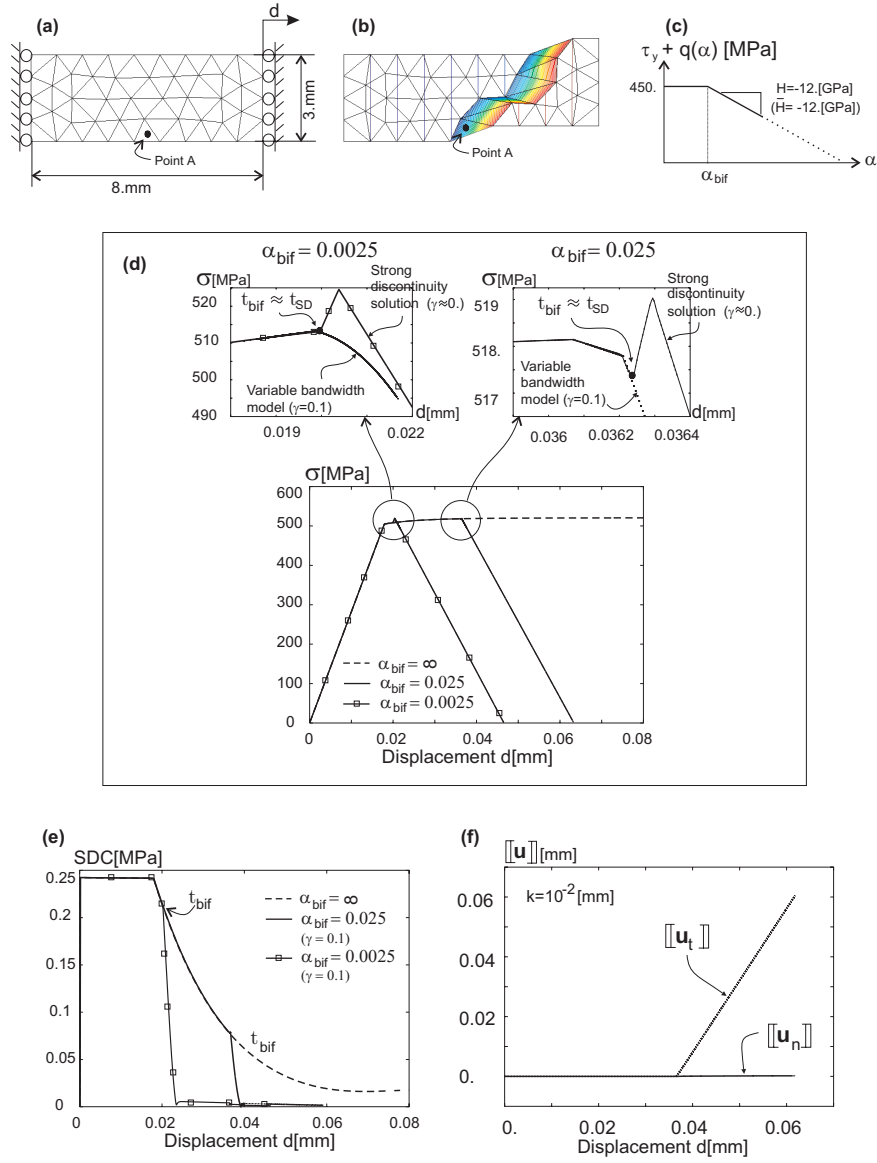 (a)
d
3.mm
Point A
8.mm
(b)
Point A
(c)
τy + q(α) [MPa]
450.
H=-12.[GPa]
(H̅= -12.[GPa])
α
αbif
(d)
αbif = 0.0025
σ[MPa]
520
510
500
490
tbif ≈ tSD
Strong
discontinuity
solution (γ≈0.)
Variable bandwidth
model (γ=0.1)
d[mm]
0.019
0.022
αbif = 0.025
σ[MPa]
519
518.
517
tbif ≈ tSD
Strong
discontinuity
solution (γ≈0.)
Variable
bandwidth
model (γ=0.1)
d[mm]
0.036
0.0362
0.0364
σ[MPa]
600
500
400
300
200
100
0
αbif = ∞
αbif = 0.025
αbif = 0.0025
0
0.02
0.04
0.06
0.08
Displacement d[mm]
(e)
SDC[MPa]
0.25
0.2
0.15
0.1
0.05
0
tbif
tbif
αbif = ∞
αbif = 0.025
(γ = 0.1)
αbif = 0.0025
(γ = 0.1)
0
0.02
0.04
0.06
0.08
Displacement d[mm]
(f)
⟦u⟧ [mm]
0.06
0.04
0.02
0.
k=10-2 [mm]
⟦ut⟧
⟦un⟧
0.
0.02
0.04
0.06
Displacement d[mm]